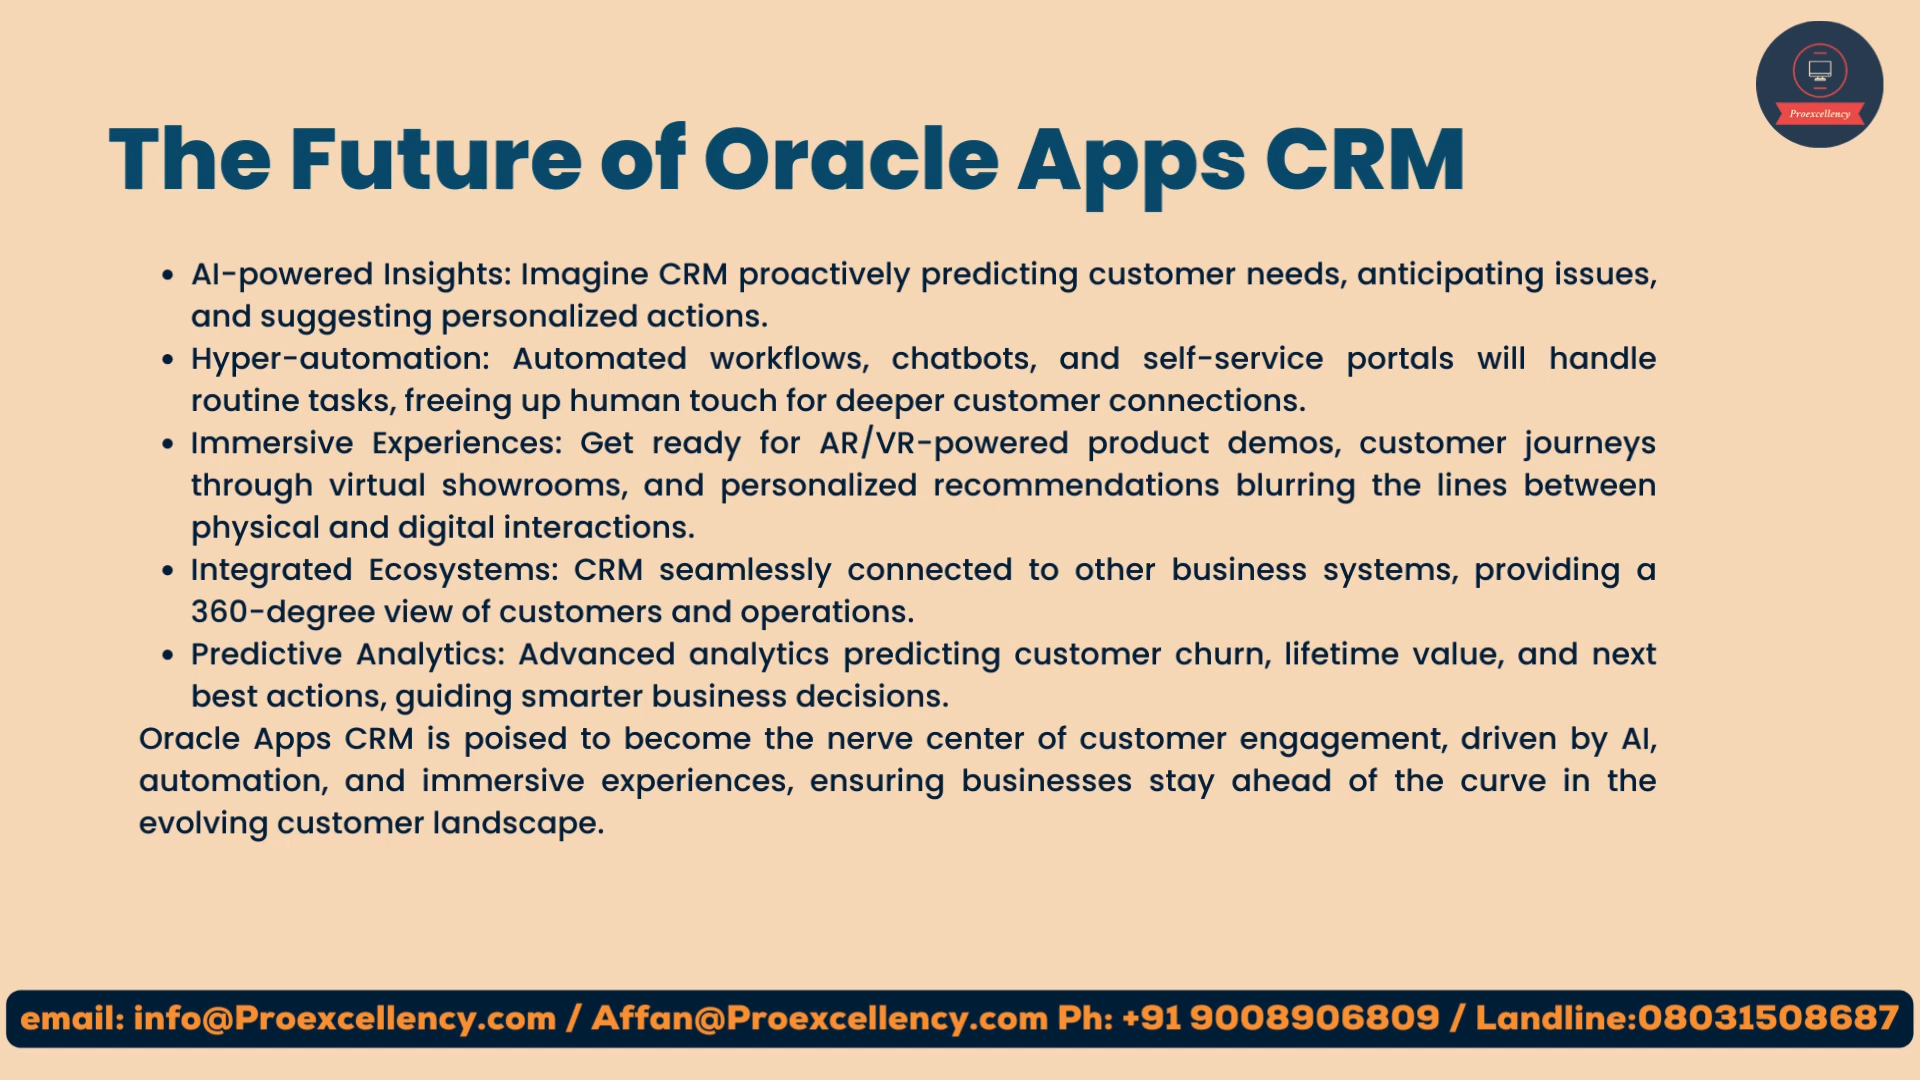 Proexcellency
The Future of Oracle Apps CRM
• AI-powered Insights: Imagine CRM proactively predicting customer needs, anticipating issues,
and suggesting personalized actions.
• Hyper-automation: Automated workflows, chatbots, and self-service portals will handle
routine tasks, freeing up human touch for deeper customer connections.
• Immersive Experiences: Get ready for AR/VR-powered product demos, customer journeys
through virtual showrooms, and personalized recommendations blurring the lines between
physical and digital interactions.
• Integrated Ecosystems: CRM seamlessly connected to other business systems, providing a
360-degree view of customers and operations.
• Predictive Analytics: Advanced analytics predicting customer churn, lifetime value, and next
best actions, guiding smarter business decisions.
Oracle Apps CRM is poised to become the nerve center of customer engagement, driven by AI,
automation, and immersive experiences, ensuring businesses stay ahead of the curve in the
evolving customer landscape.
email: info@Proexcellency.com / Affan@Proexcellency.com Ph: +91 9008906809 / Landline:08031508687